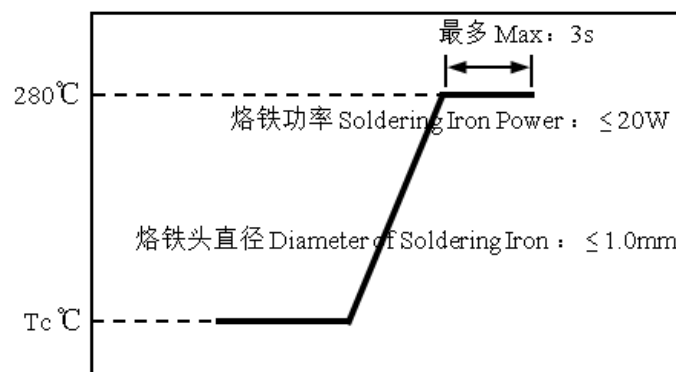 最多 Max：3s
280℃
烙铁功率 Soldering Iron Power： ≤20W
烙铁头直径 Diameter of Soldering Iron： ≤1.0mm
Tc ℃